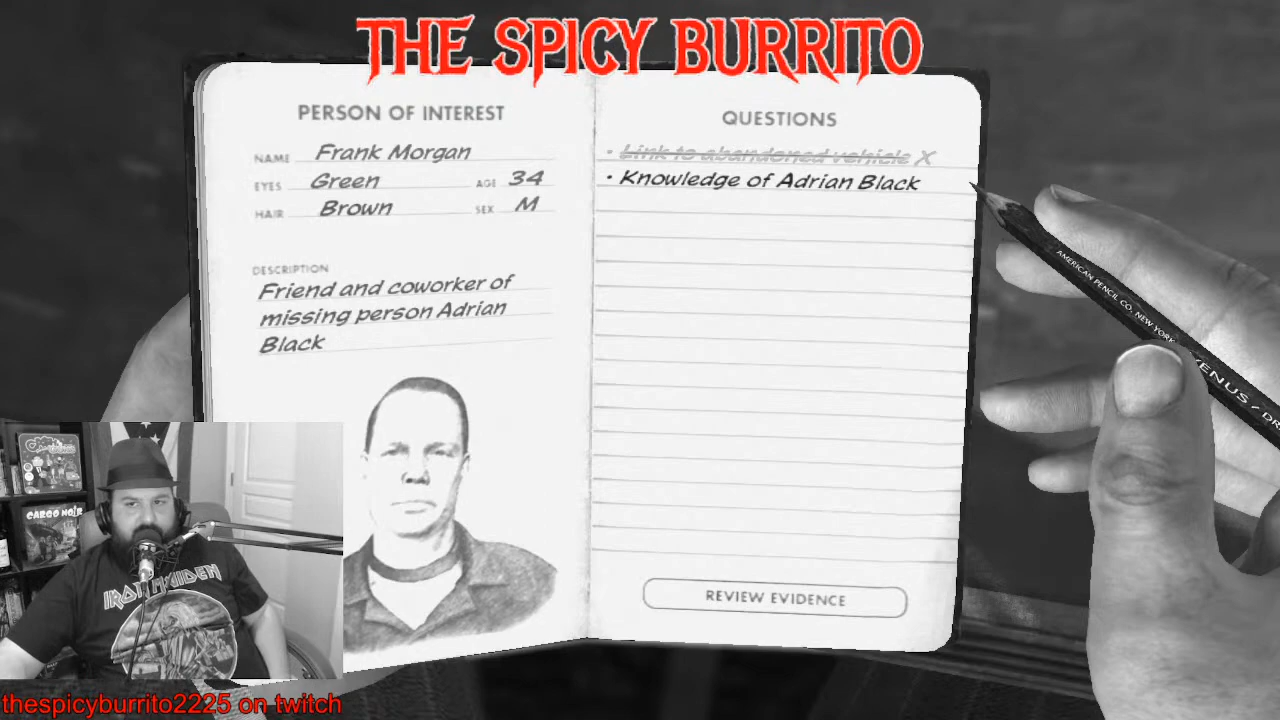 THE SPICY BURRITO
PERSON OF INTEREST
NAME Frank Morgan
EYES Green AGE 34
HAIR Brown SEX M
DESCRIPTION
Friend and coworker of
missing person Adrian
Black
QUESTIONS
• Link to abandoned vehicle X
• Knowledge of Adrian Black
REVIEW EVIDENCE
AMERICAN PENCIL CO. NEW YORK
VENUS / DR
CARGO NOIR
IRON MAIDEN
thespicyburrito2225 on twitch